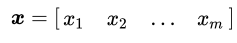 x = [ x₁ x₂ … xₘ ]